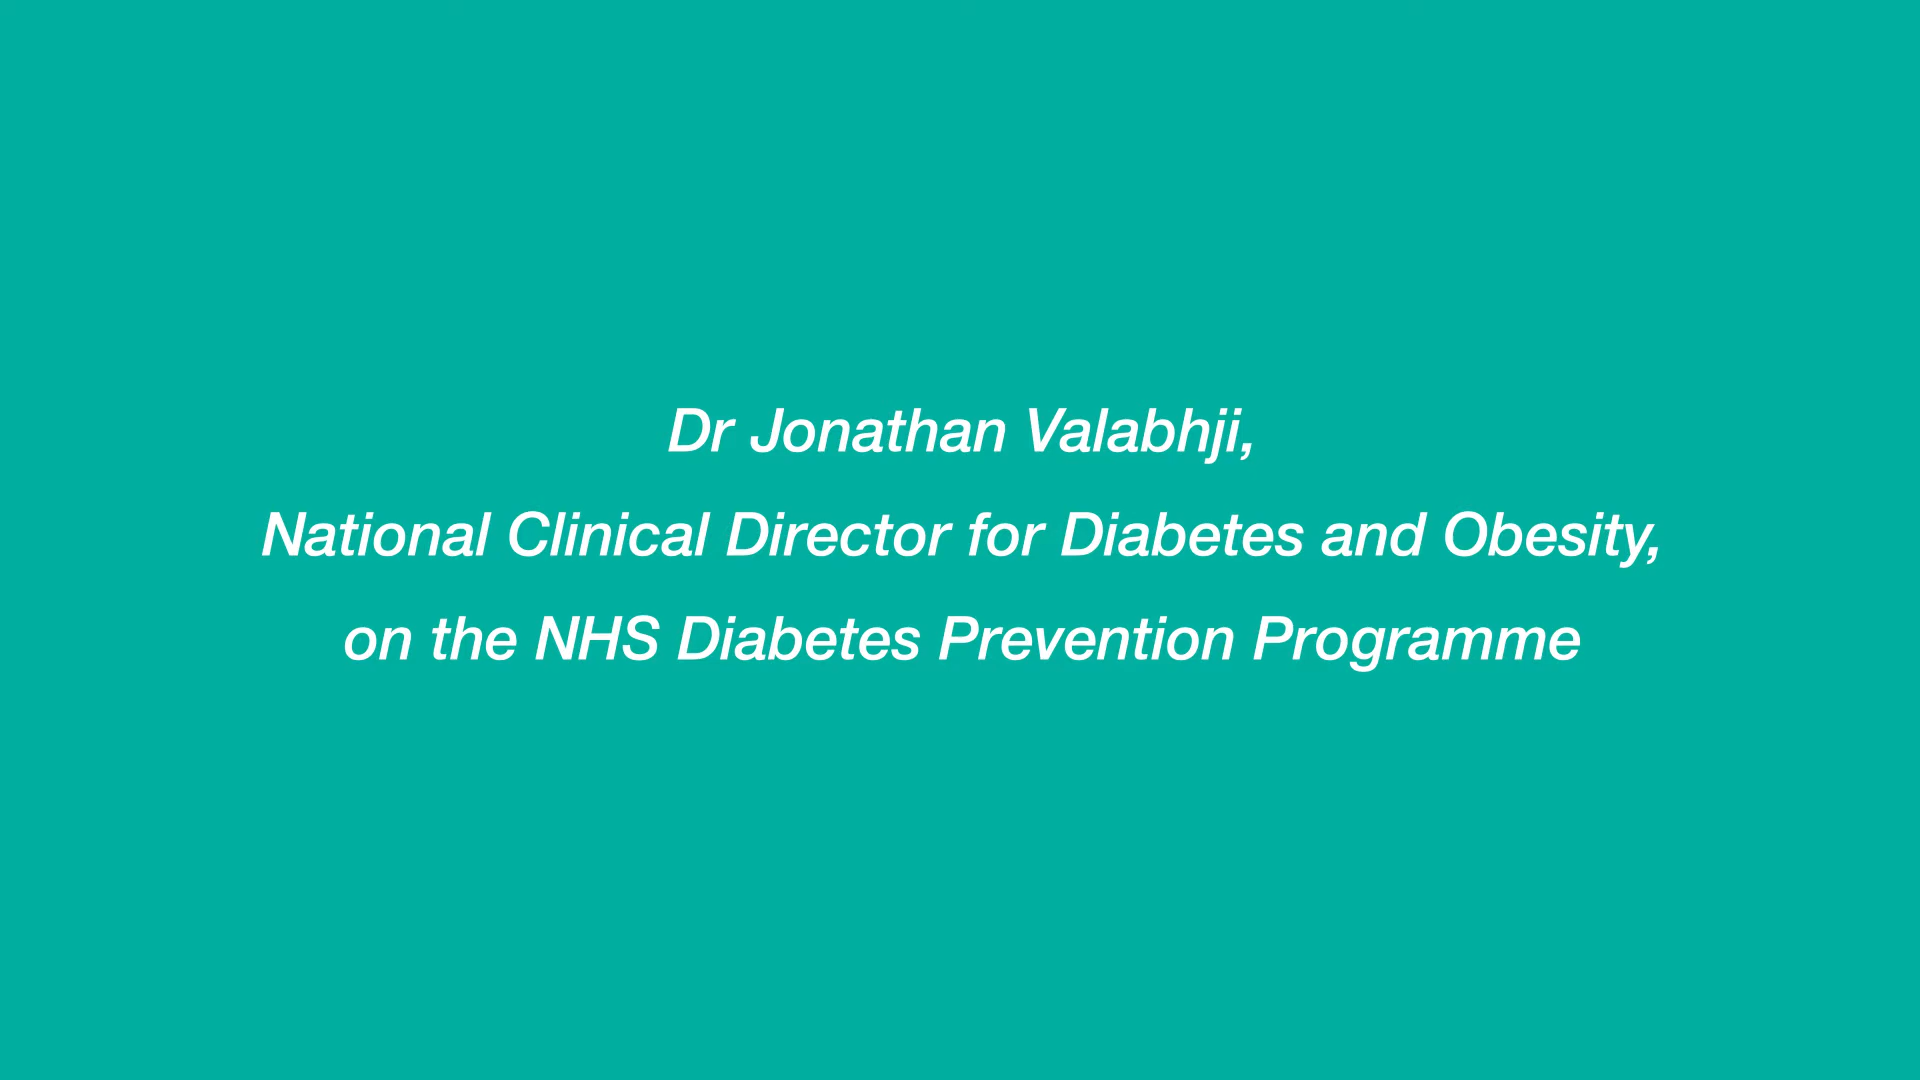 Dr Jonathan Valabhji,
National Clinical Director for Diabetes and Obesity,
on the NHS Diabetes Prevention Programme